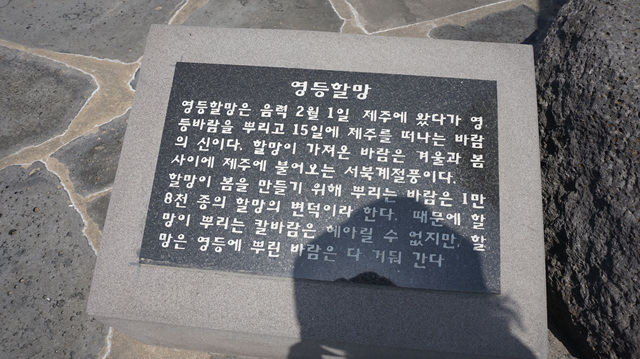 영등할망
영등할망은 음력 2월 1일 제주에 왔다가 영
등바람을 뿌리고 15일에 제주를 떠나는 바람
의 신이다. 할망이 가져온 바람은 겨울과 봄
사이에 제주에 불어오는 서북계절풍이다.
할망이 봄을 만들기 위해 뿌리는 바람은 1만
8천 종의 할망의 변덕이라 한다. 때문에 할
망이 뿌리는 칼바람은 헤아릴 수 없지만, 할
망은 영등에 뿌린 바람은 다 거둬 간다